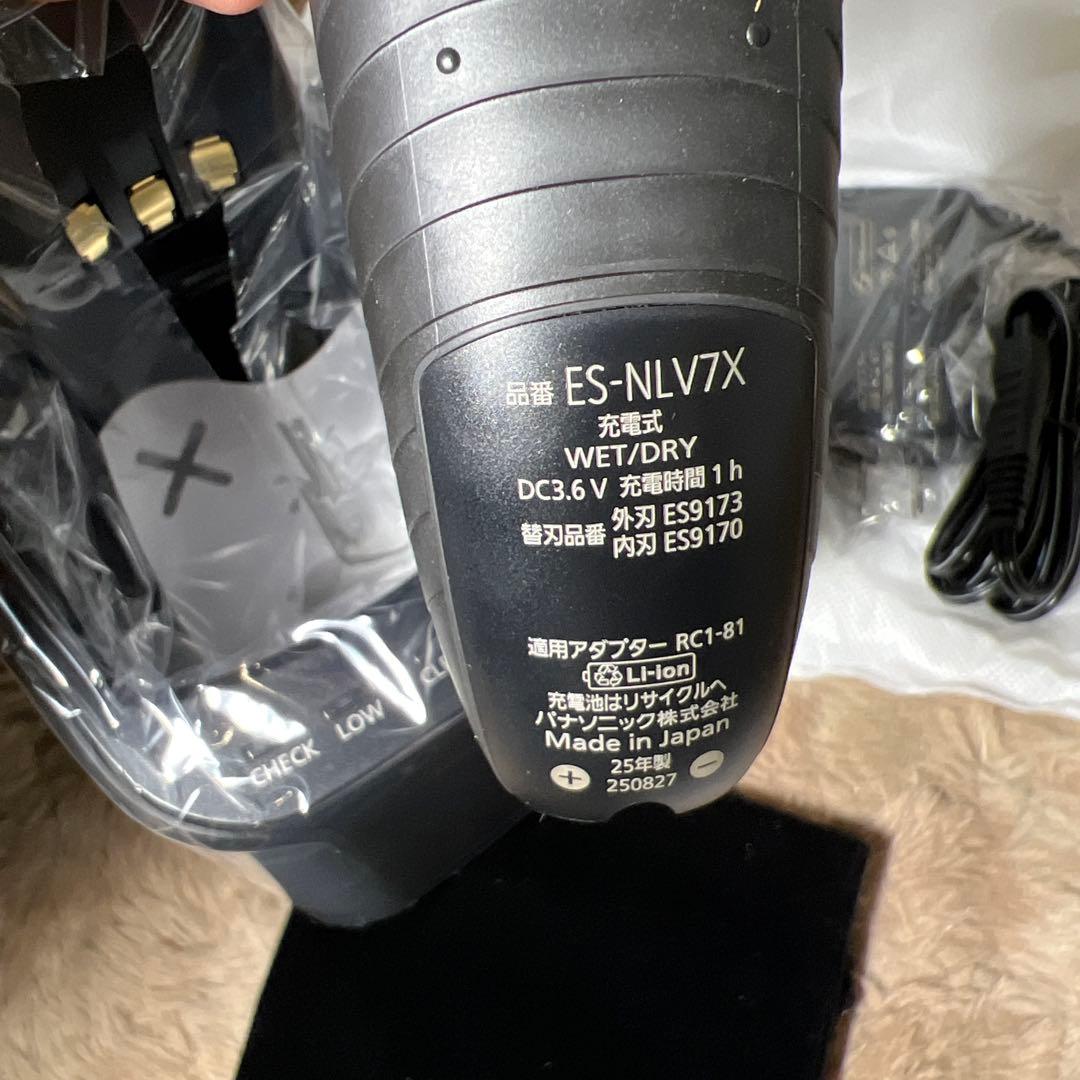 品番 ES-NLV7X
充電式
WET/DRY
DC3.6 V 充電時間 1 h
替刃品番 外刃 ES9173
内刃 ES9170
適用アダプター RC1-81
Li-ion
充電池はリサイクルへ
パナソニック株式会社
Made in Japan
25年製
250827
CHECK LOW